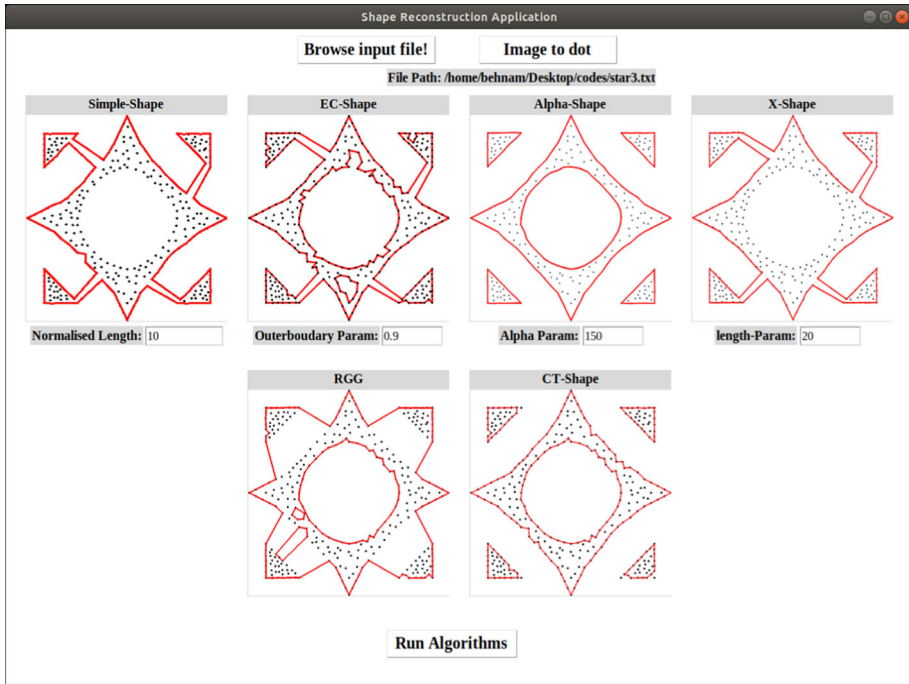 Shape Reconstruction Application
Browse input file!
Image to dot
File Path: /home/behnam/Desktop/codes/star3.txt
Simple-Shape
EC-Shape
Alpha-Shape
X-Shape
Normalised Length: 10
Outerboudary Param: 0.9
Alpha Param: 150
length-Param: 20
RGG
CT-Shape
Run Algorithms